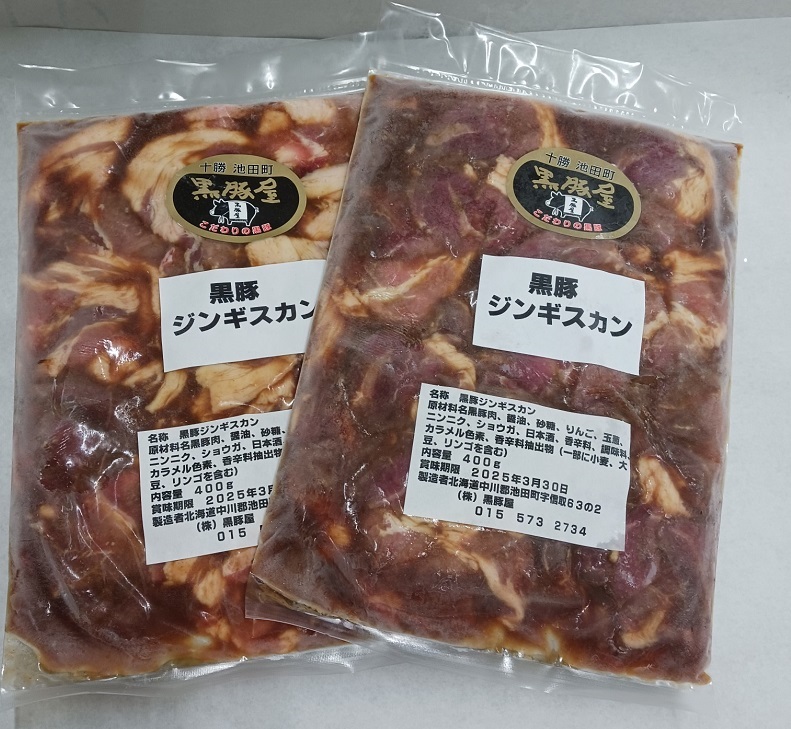 十勝 池田町
黒豚屋
こだわりの黒豚
黒豚
ジンギスカン
名称 黒豚ジンギスカン
原材料名黒豚肉、醤油、砂糖、
ニンニク、ショウガ、日本酒、
カラメル色素、香辛料抽出物
豆、リンゴを含む)
内容量 400g
賞味期限 2025年3月
製造者北海道中川郡池田
(株) 黒豚屋
015
十勝 池田町
黒豚屋
黒豚屋
こだわりの黒豚
黒豚
ジンギスカン
名称 黒豚ジンギスカン
原材料名黒豚肉、醤油、砂糖、りんご、玉葱、
ニンニク、ショウガ、日本酒、香辛料、調味料、
カラメル色素、香辛料抽出物 (一部に小麦、大
豆、リンゴを含む)
内容量 400g
賞味期限 2025年3月30日
製造者北海道中川郡池田町字信取63の2
(株) 黒豚屋
015 573 2734